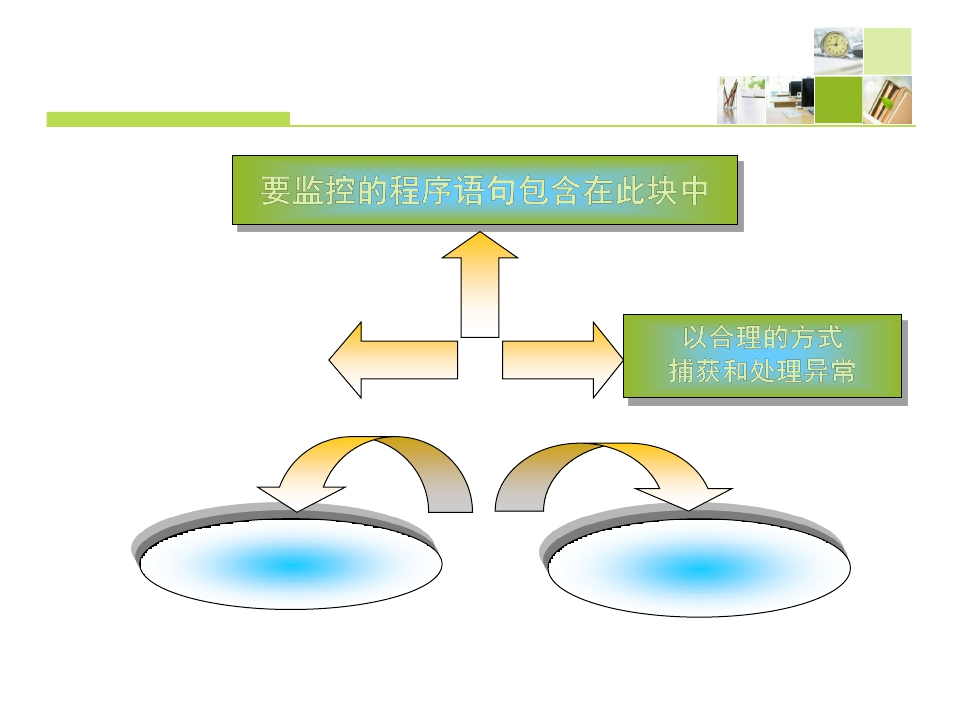 要监控的程序语句包含在此块中
以合理的方式
捕获和处理异常